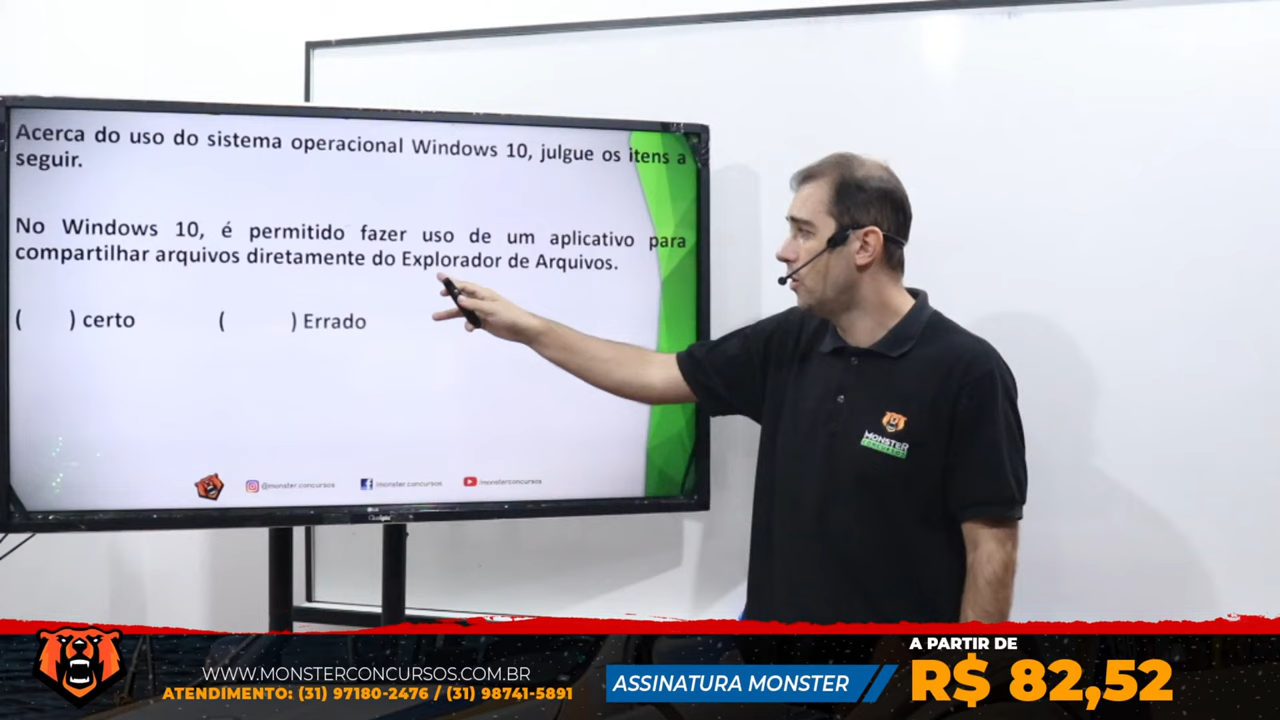 Acerca do uso do sistema operacional Windows 10, julgue os itens a
seguir.
No Windows 10, é permitido fazer uso de um aplicativo para
compartilhar arquivos diretamente do Explorador de Arquivos.
( ) certo ( ) Errado
@monster.concursos /monster.concursos /monsterconcursos
LG
MONSTER
CONCURSOS
WWW.MONSTERCONCURSOS.COM.BR
ATENDIMENTO: (31) 97180-2476 / (31) 98741-5891
ASSINATURA MONSTER
A PARTIR DE
R$ 82,52